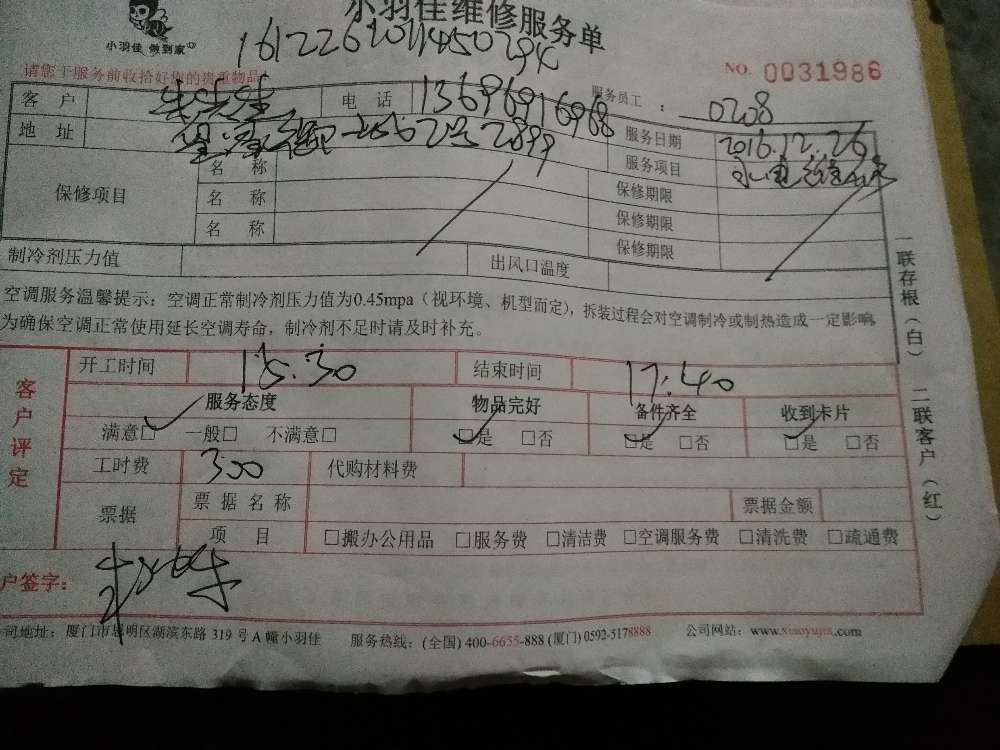 小羽佳维修服务单
小羽佳 做到家
请您于服务前收拾好您的贵重物品
NO. 0031986
客 户 电 话 13696916968 服务员工： 0208
地 址 服务日期 2016.12.26
保修项目 名 称 服务项目
名 称 保修期限
名 称 保修期限
保修期限
制冷剂压力值 出风口温度
空调服务温馨提示：空调正常制冷剂压力值为0.45mpa（视环境、机型而定），拆装过程会对空调制冷或制热造成一定影响，
为确保空调正常使用延长空调寿命，制冷剂不足时请及时补充。
一联存根（白） 二联客户（红）
客户评定
开工时间 15:30 结束时间 17:40
服务态度 物品完好 备件齐全 收到卡片
满意□ 一般□ 不满意□ □是 □否 □是 □否 □是 □否
工时费 300 代购材料费
票据 票 据 名 称 票据金额
项 目 □搬办公用品 □服务费 □清洁费 □空调服务费 □清洗费 □疏通费
户签字：
司地址：厦门市思明区湖滨东路 319 号 A 幢小羽佳 服务热线：(全国) 400-6655-888 (厦门) 0592-5178888 公司网站：www.xiaoyujia.com